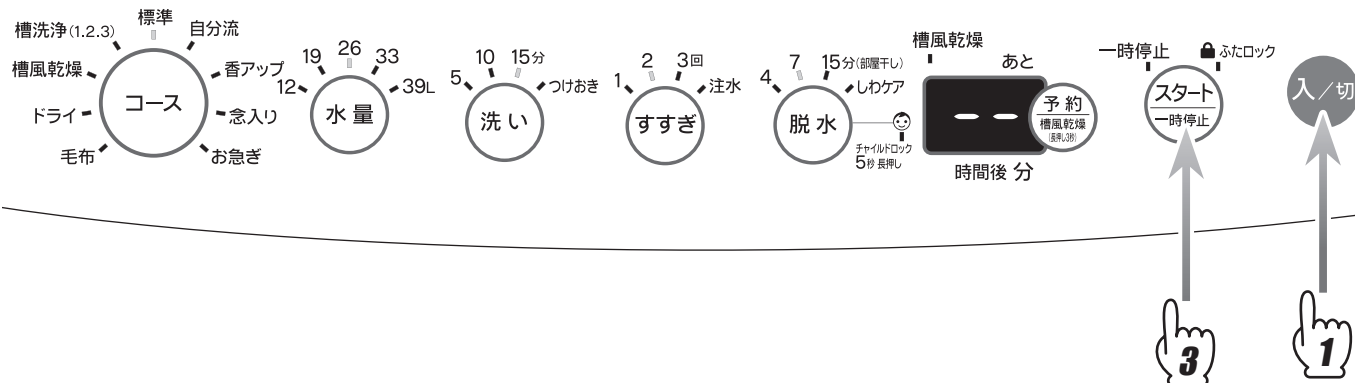 標準
槽洗浄(1.2.3)
自分流
槽風乾燥
香アップ
ドライ
念入り
毛布
お急ぎ
コース
12
19
26
33
39L
水量
5
10
15分
つけおき
洗い
1
2
3回
注水
すすぎ
4
7
15分(部屋干し)
しわケア
脱水
チャイルドロック
5秒 長押し
槽風乾燥
あと
--
時間後 分
予約
槽風乾燥
(長押し3秒)
一時停止
ふたロック
スタート
一時停止
入/切
3
1